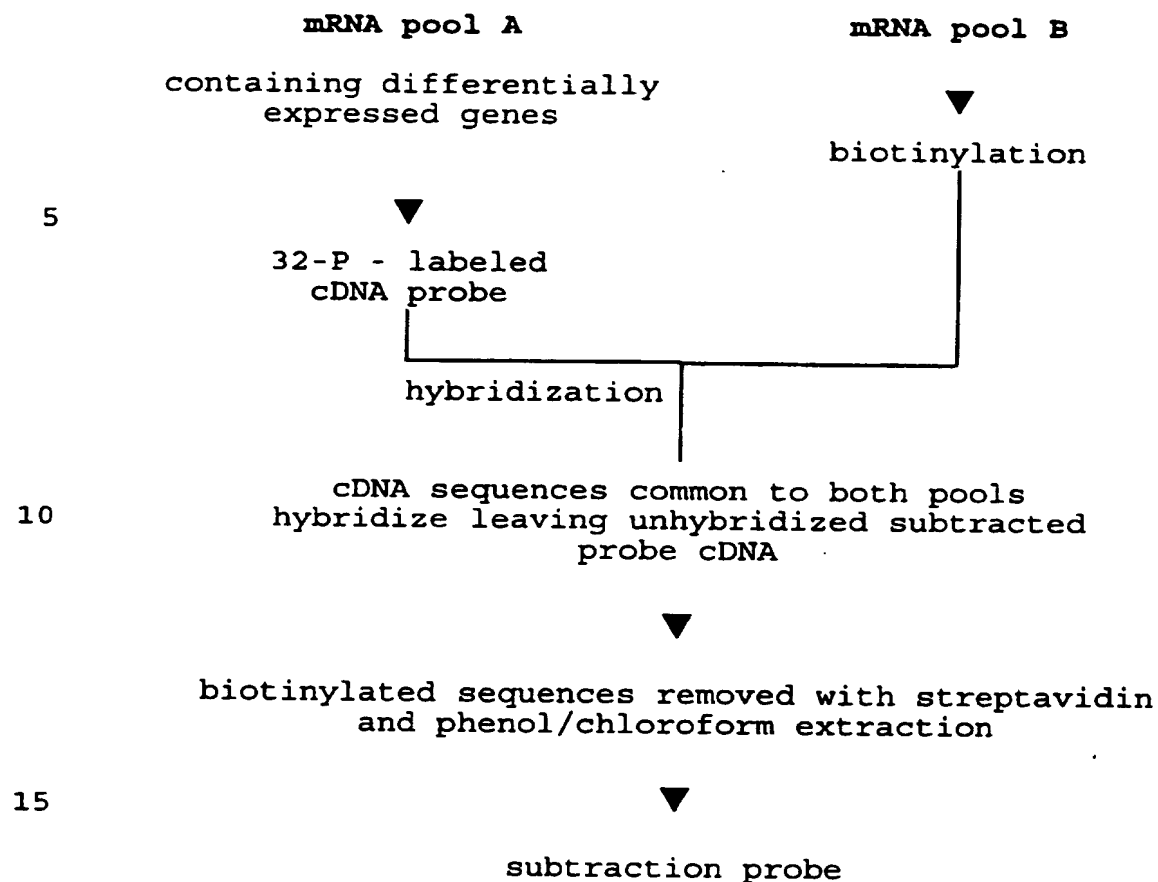 mRNA pool A
mRNA pool B
containing differentially
expressed genes
biotinylation
5
32-P - labeled
cDNA probe
hybridization
cDNA sequences common to both pools
10
hybridize leaving unhybridized subtracted
probe cDNA
biotinylated sequences removed with streptavidin
and phenol/chloroform extraction
15
subtraction probe